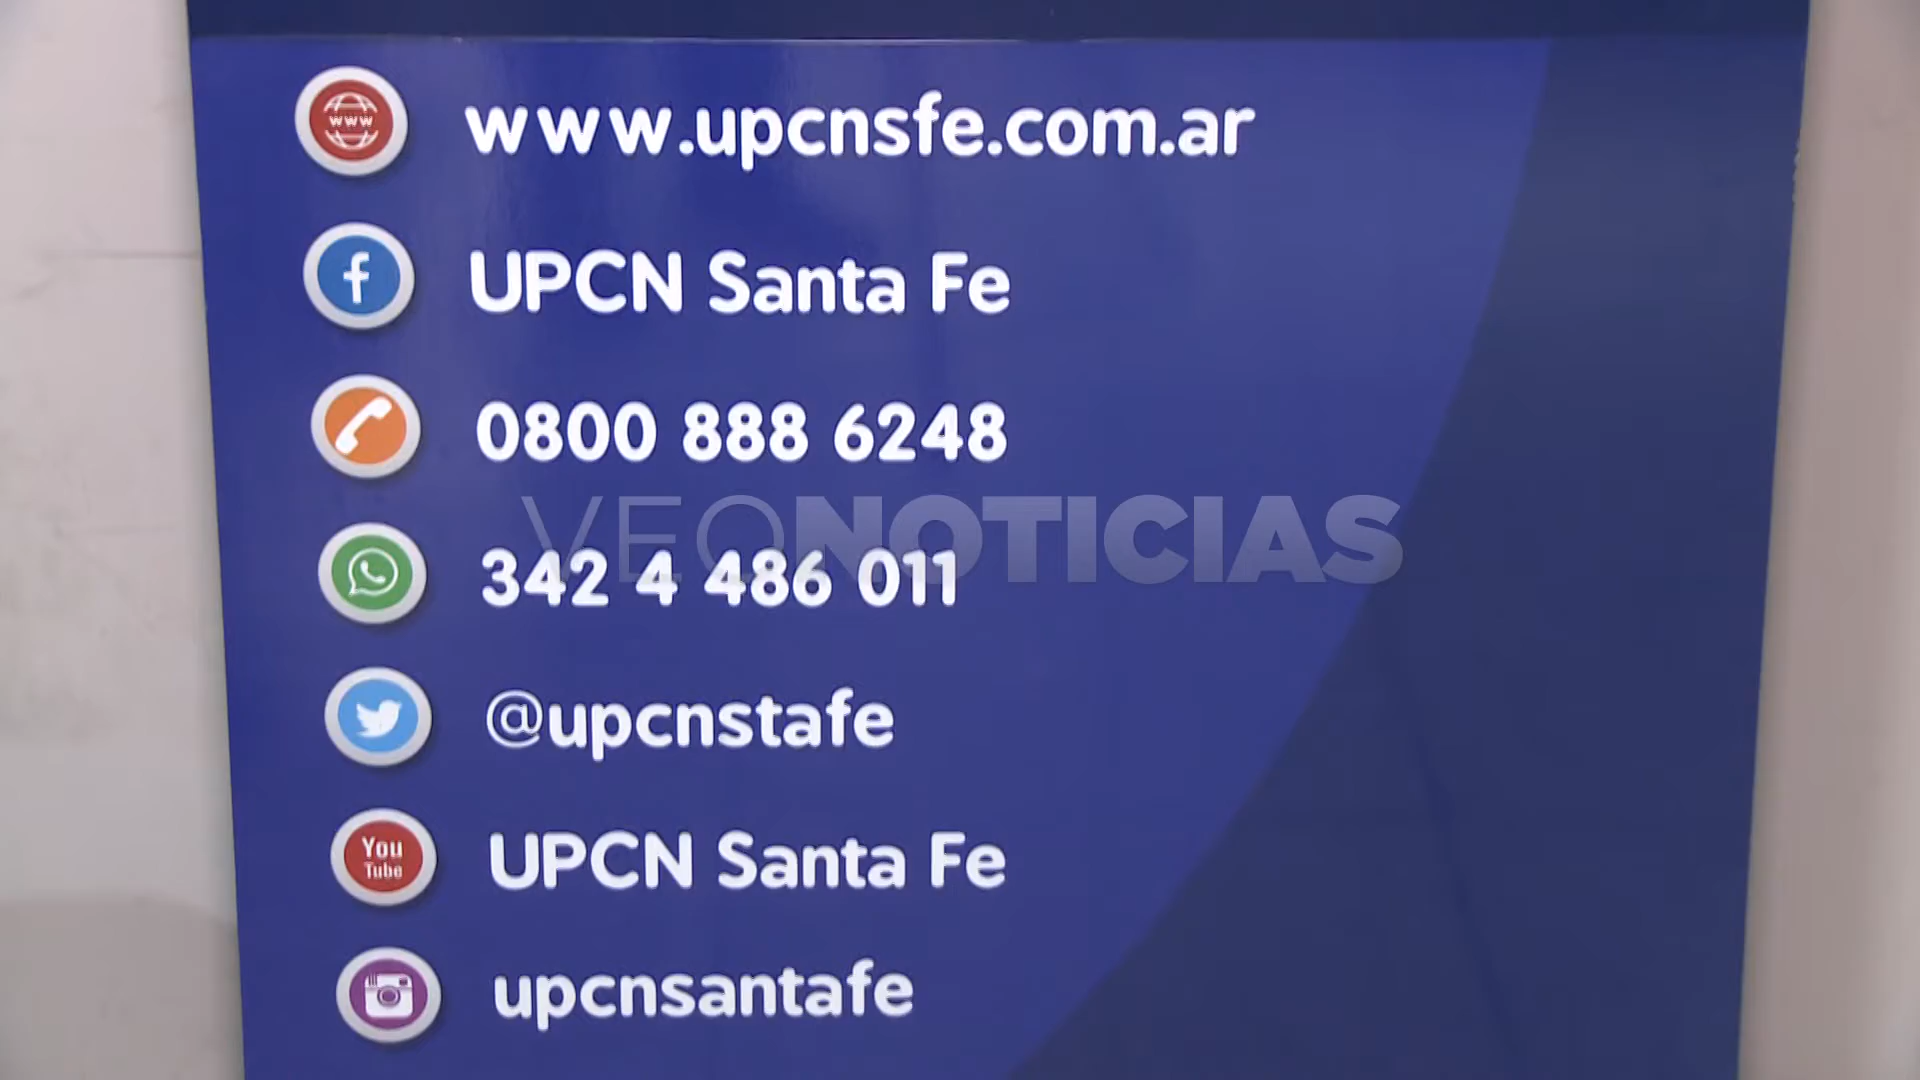 www
www.upcnsfe.com.ar
f
UPCN Santa Fe
0800 888 6248
VEONOTICIAS
342 4 486 011
@upcnstafe
You
Tube
UPCN Santa Fe
upcnsantafe